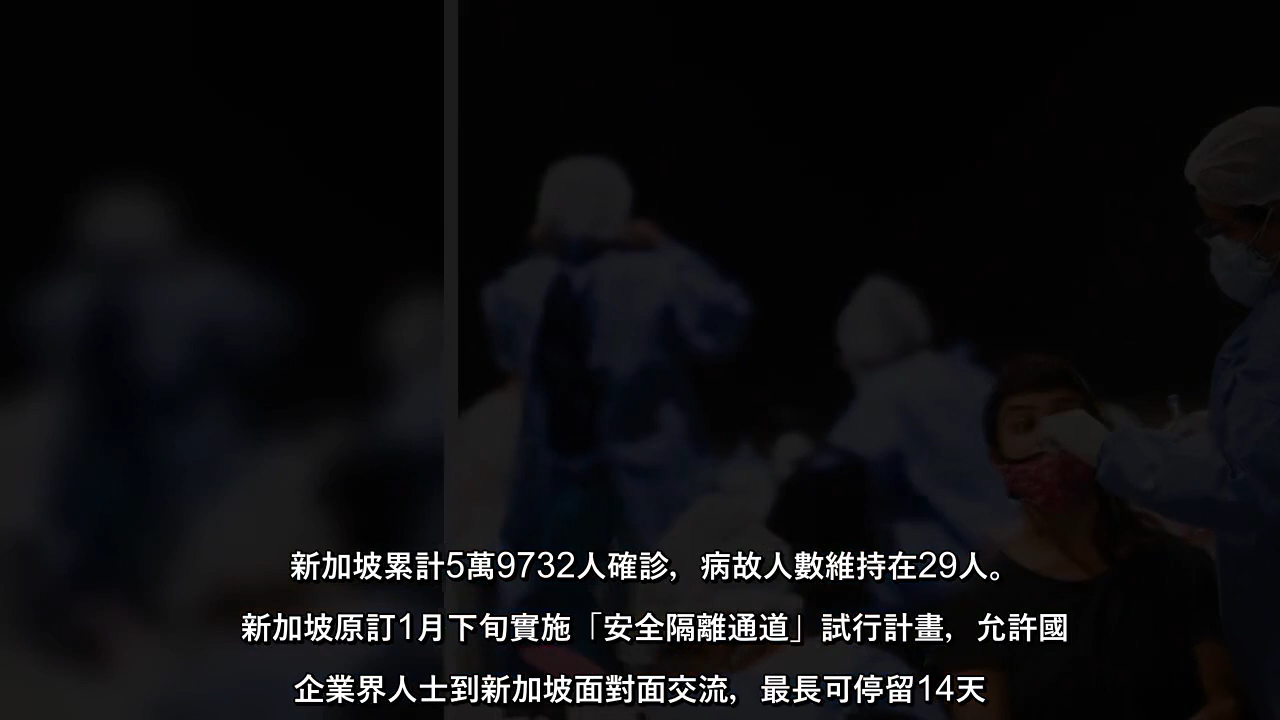 新加坡累計5萬9732人確診，病故人數維持在29人。
新加坡原訂1月下旬實施「安全隔離通道」試行計畫，允許國
企業界人士到新加坡面對面交流，最長可停留14天